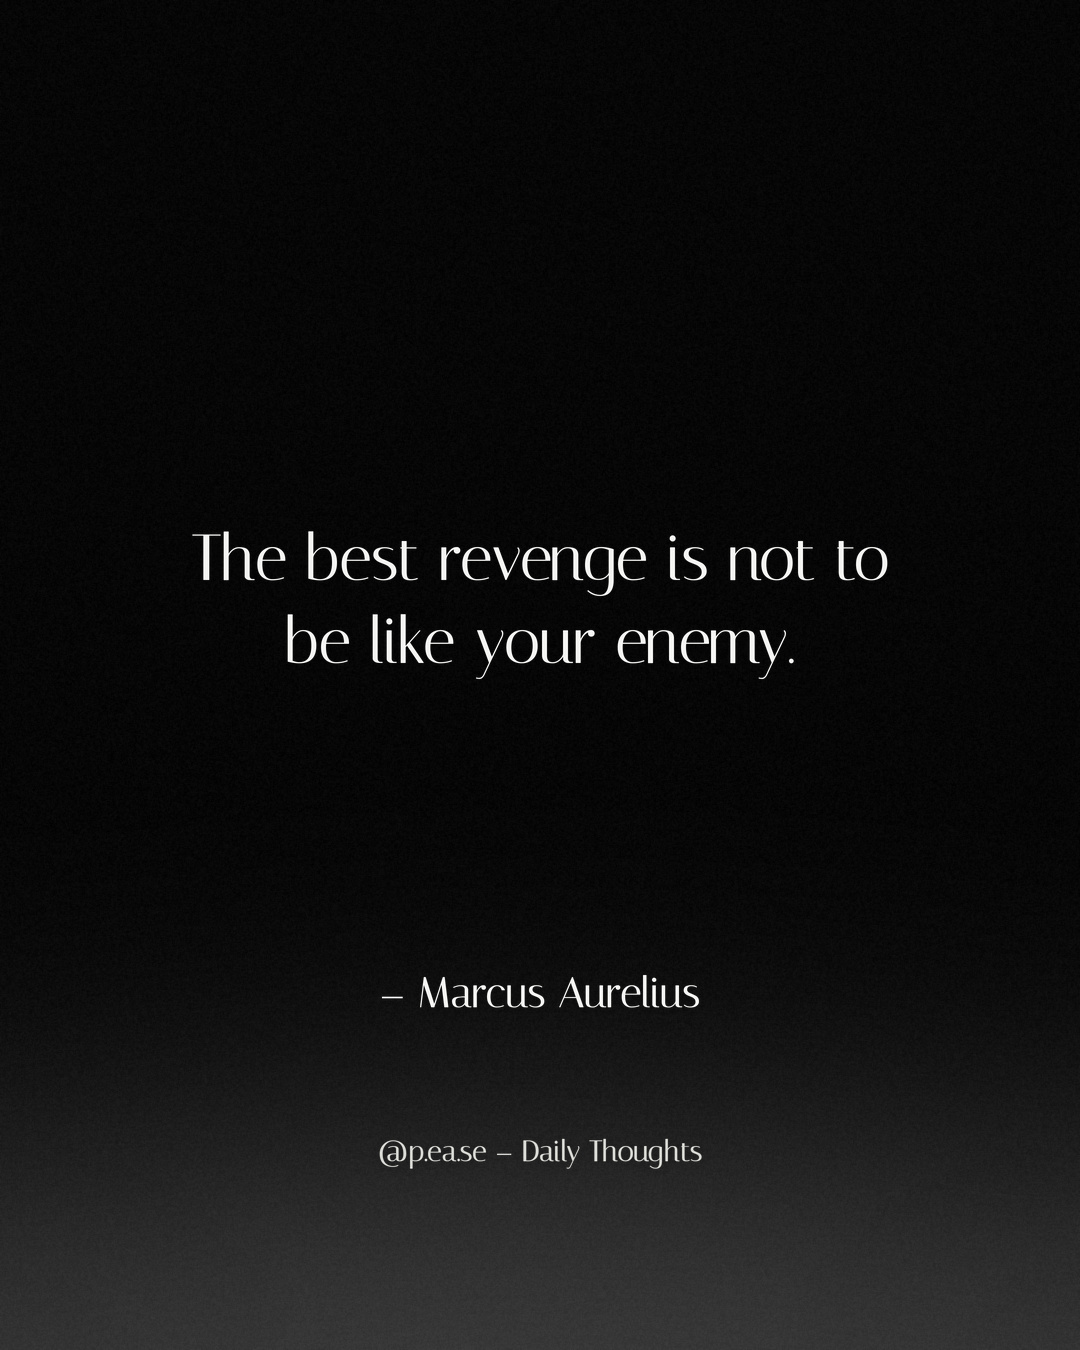 The best revenge is not to
be like your enemy.
– Marcus Aurelius
@p.ea.se – Daily Thoughts